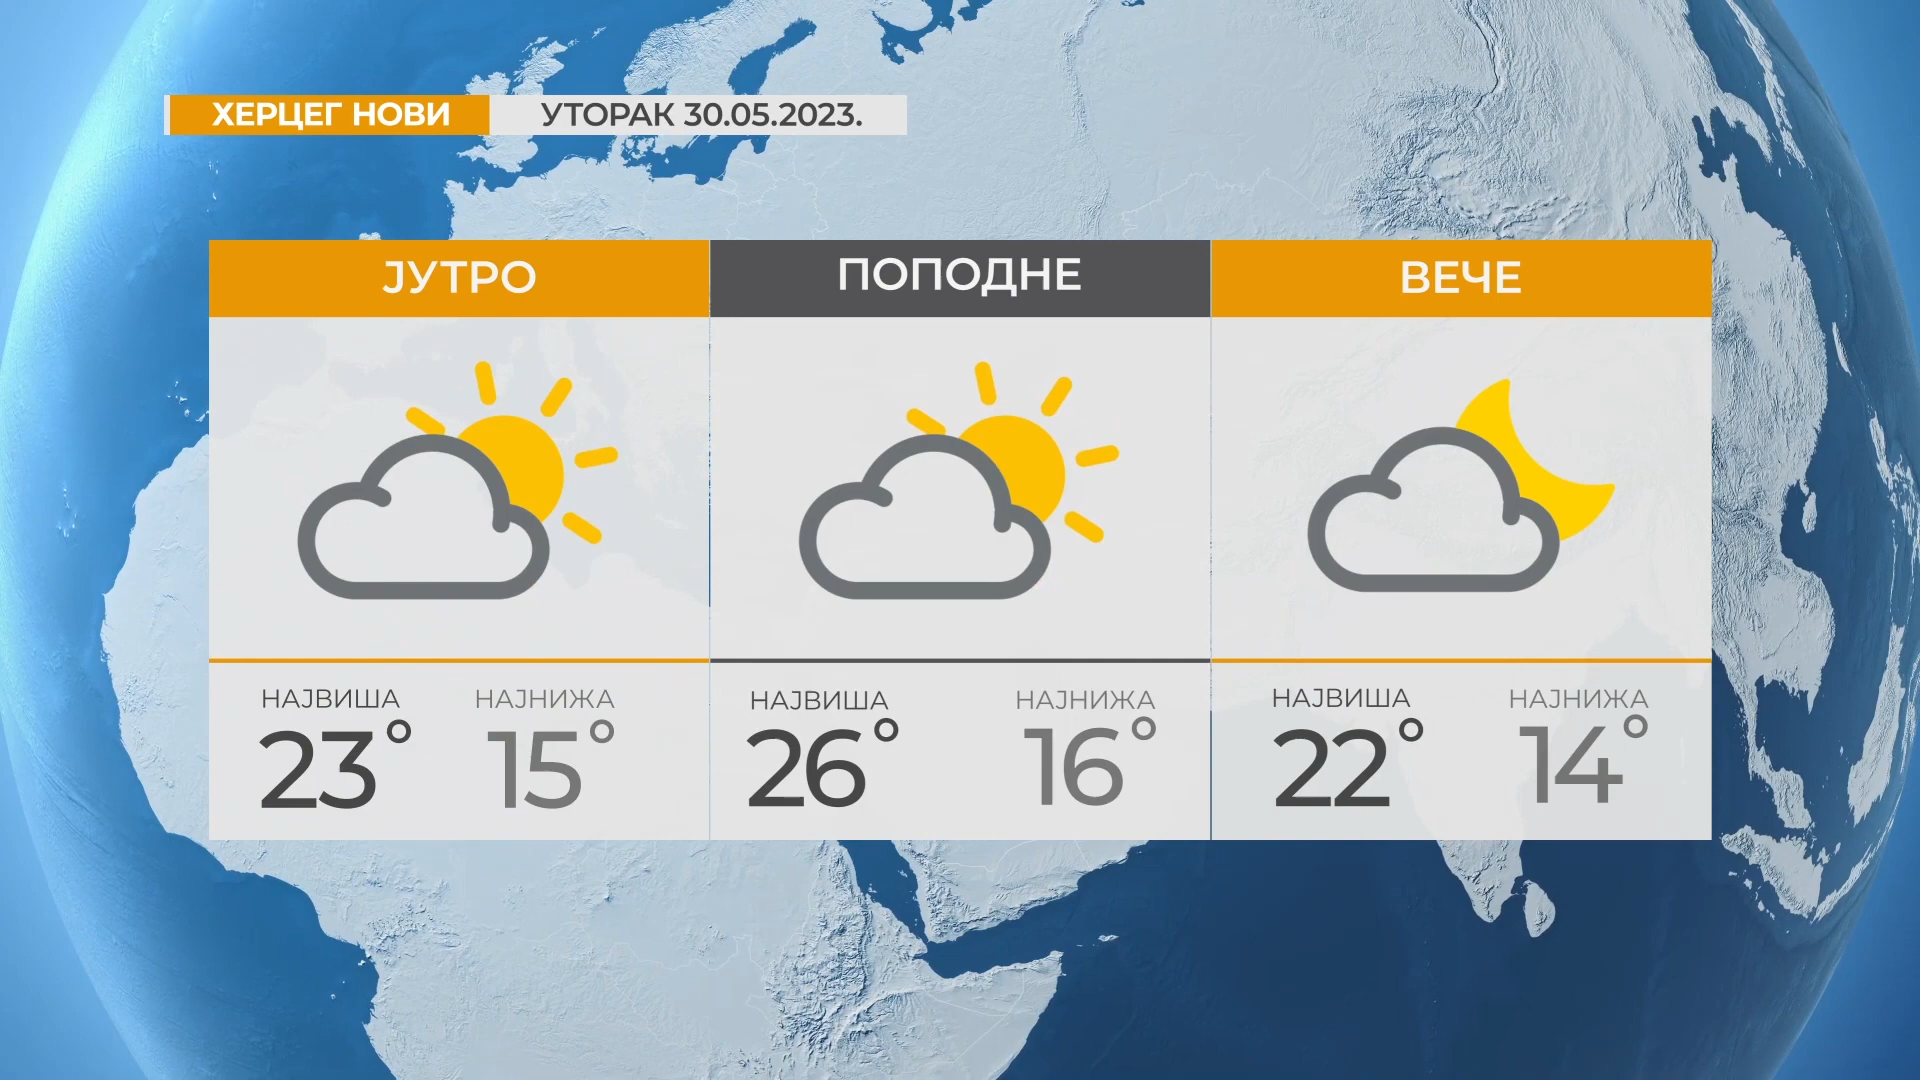 ХЕРЦЕГ НОВИ УТОРАК 30.05.2023.
ЈУТРО ПОПОДНЕ ВЕЧЕ
НАЈВИША НАЈНИЖА НАЈВИША НАЈНИЖА НАЈВИША НАЈНИЖА
23° 15° 26° 16° 22° 14°